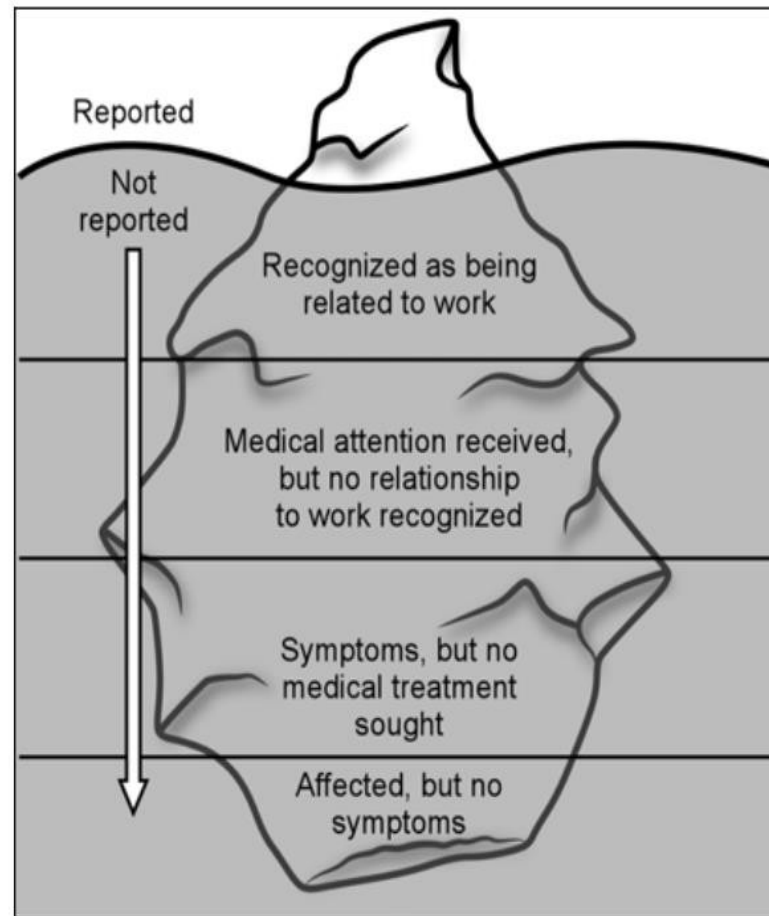 Reported
Not
reported
Recognized as being
related to work
Medical attention received,
but no relationship
to work recognized
Symptoms, but no
medical treatment
sought
Affected, but no
symptoms